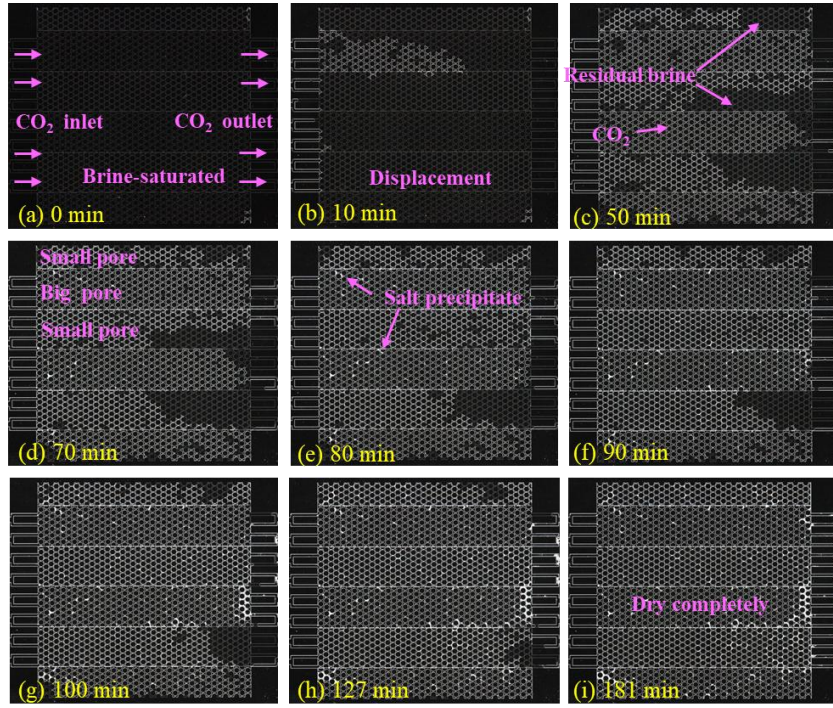 CO₂ inlet
CO₂ outlet
Brine-saturated
(a) 0 min
Displacement
(b) 10 min
Residual brine
CO₂
(c) 50 min
Small pore
Big pore
Small pore
(d) 70 min
Salt precipitate
(e) 80 min
(f) 90 min
(g) 100 min
(h) 127 min
Dry completely
(i) 181 min